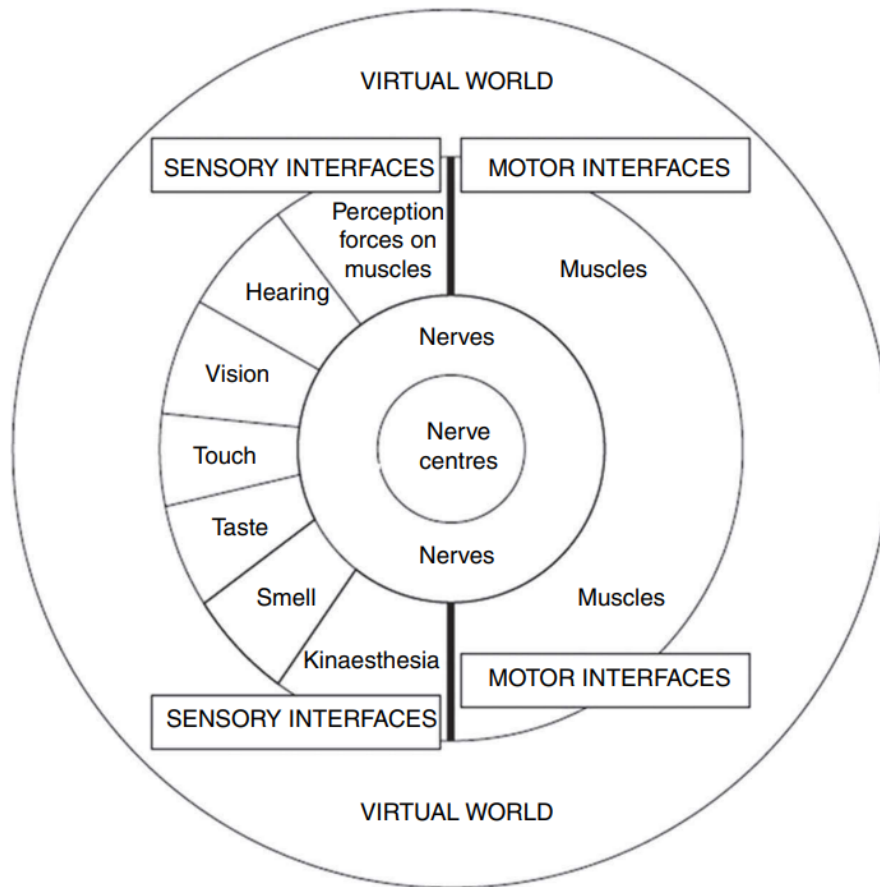 VIRTUAL WORLD
SENSORY INTERFACES
MOTOR INTERFACES
Perception
forces on
muscles
Muscles
Hearing
Nerves
Vision
Nerve
centres
Touch
Taste
Nerves
Smell
Muscles
Kinaesthesia
MOTOR INTERFACES
SENSORY INTERFACES
VIRTUAL WORLD